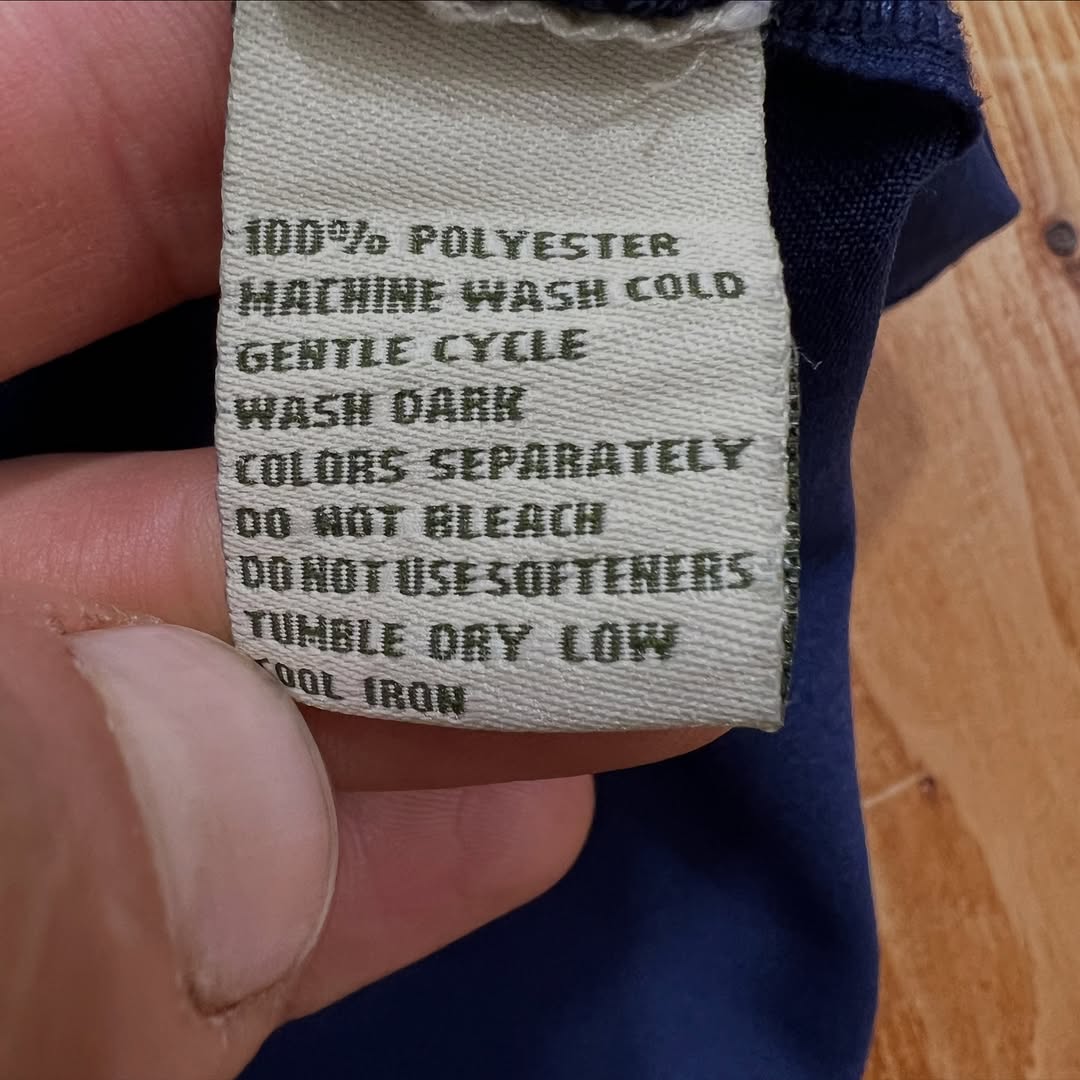 100% POLYESTER
MACHINE WASH COLD
GENTLE CYCLE
WASH DARK
COLORS SEPARATELY
DO NOT BLEACH
DO NOT USE SOFTENERS
TUMBLE DRY LOW
COOL IRON